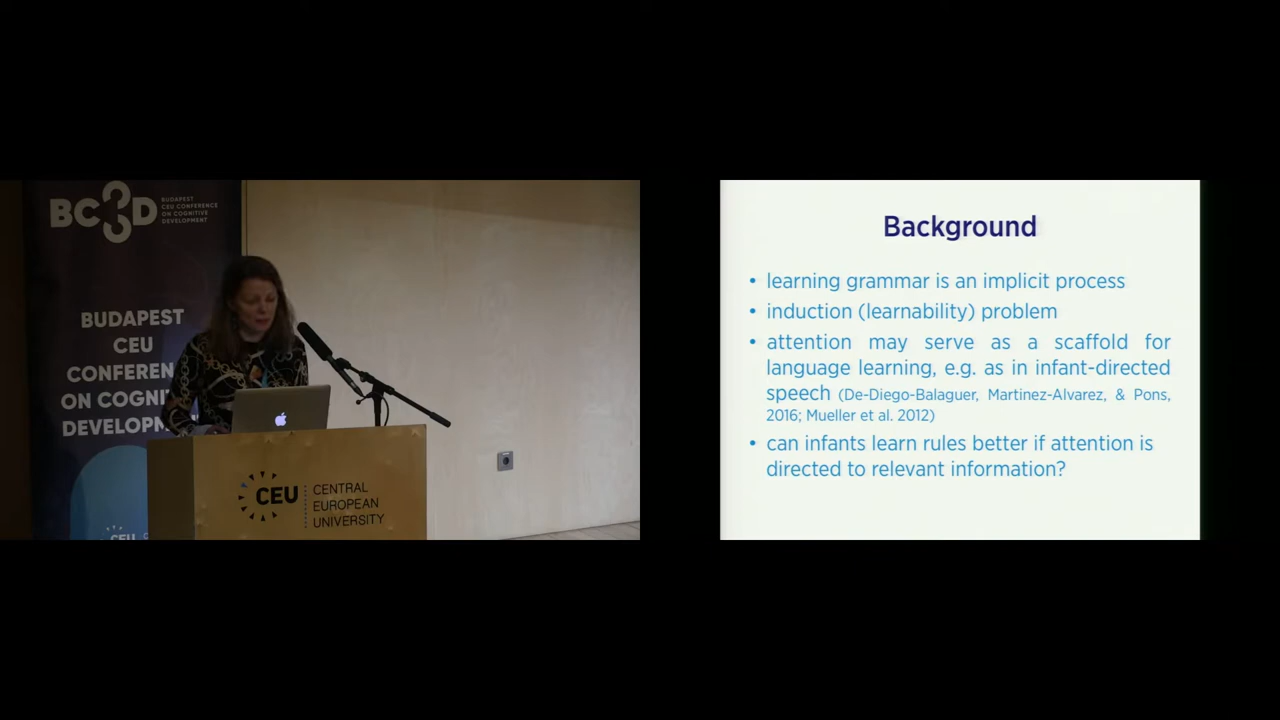 BC3D
BUDAPEST
CEU CONFERENCE
ON COGNITIVE
DEVELOPMENT
BUDAPEST
CEU
CONFEREN
ON COGNI
DEVELOPM
CEU
CEU
CENTRAL
EUROPEAN
UNIVERSITY
Background
• learning grammar is an implicit process
• induction (learnability) problem
• attention may serve as a scaffold for
language learning, e.g. as in infant-directed
speech (De-Diego-Balaguer, Martinez-Alvarez, & Pons,
2016; Mueller et al. 2012)
• can infants learn rules better if attention is
directed to relevant information?